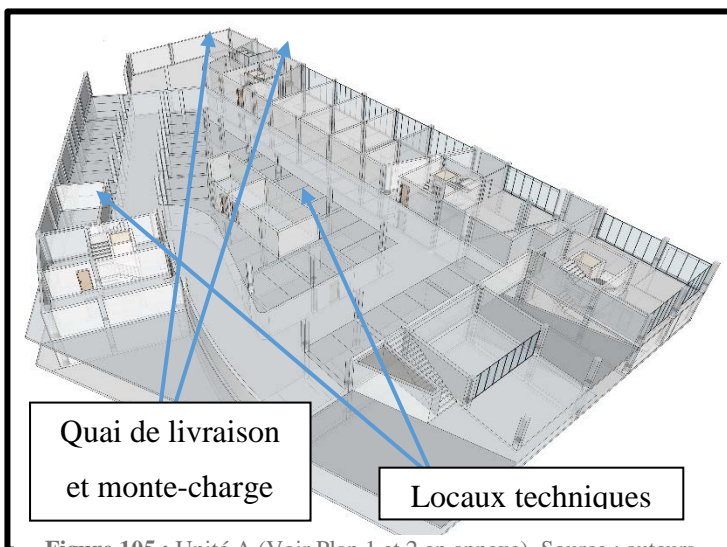 Quai de livraison
et monte-charge
Locaux techniques
Figure 105 : Unité A (Voir Plan 1 et 2 en annexe). Source : auteurs